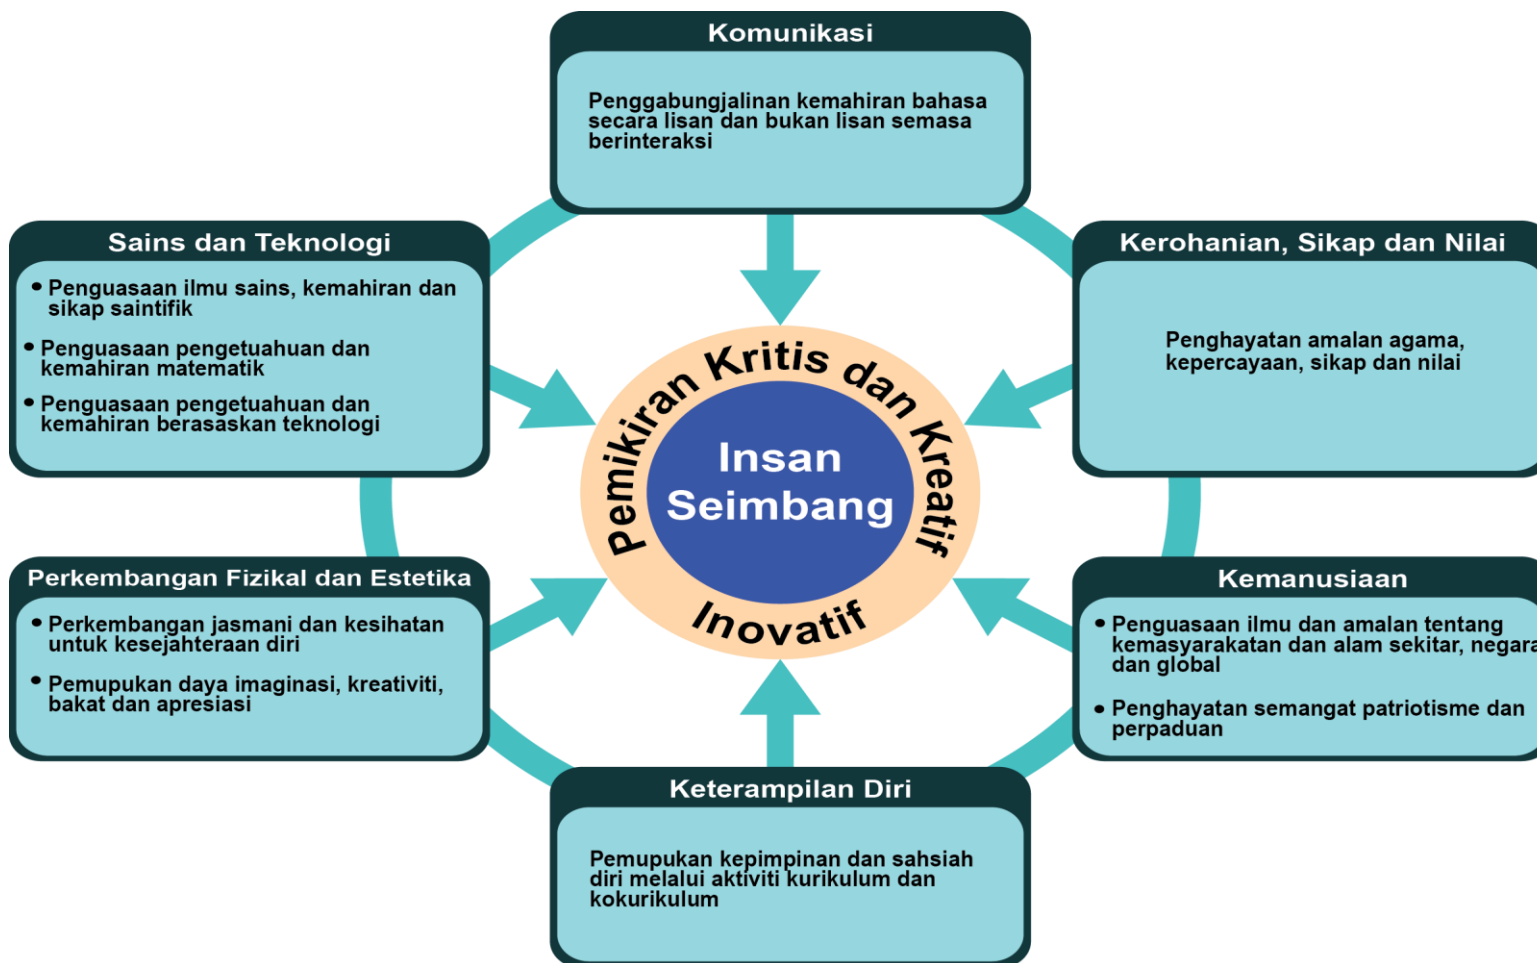 Komunikasi
Penggabungjalinan kemahiran bahasa
secara lisan dan bukan lisan semasa
berinteraksi
Sains dan Teknologi
• Penguasaan ilmu sains, kemahiran dan
sikap saintifik
• Penguasaan pengetuahuan dan
kemahiran matematik
• Penguasaan pengetuahuan dan
kemahiran berasaskan teknologi
Kerohanian, Sikap dan Nilai
Penghayatan amalan agama,
kepercayaan, sikap dan nilai
Pemikiran Kritis dan Kreatif
Insan
Seimbang
Inovatif
Perkembangan Fizikal dan Estetika
• Perkembangan jasmani dan kesihatan
untuk kesejahteraan diri
• Pemupukan daya imaginasi, kreativiti,
bakat dan apresiasi
Kemanusiaan
• Penguasaan ilmu dan amalan tentang
kemasyarakatan dan alam sekitar, negara
dan global
• Penghayatan semangat patriotisme dan
perpaduan
Keterampilan Diri
Pemupukan kepimpinan dan sahsiah
diri melalui aktiviti kurikulum dan
kokurikulum